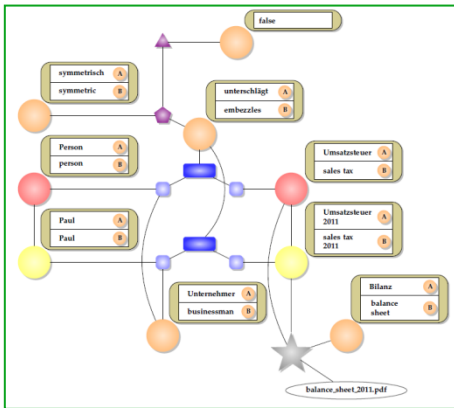 false
symmetrisch A
symmetric B
unterschlägt A
embezzles B
Person A
person B
Umsatzsteuer A
sales tax B
Paul A
Paul B
Umsatzsteuer
2011 A
sales tax
2011 B
Unternehmer A
businessman B
Bilanz A
balance
sheet B
balance_sheet_2011.pdf